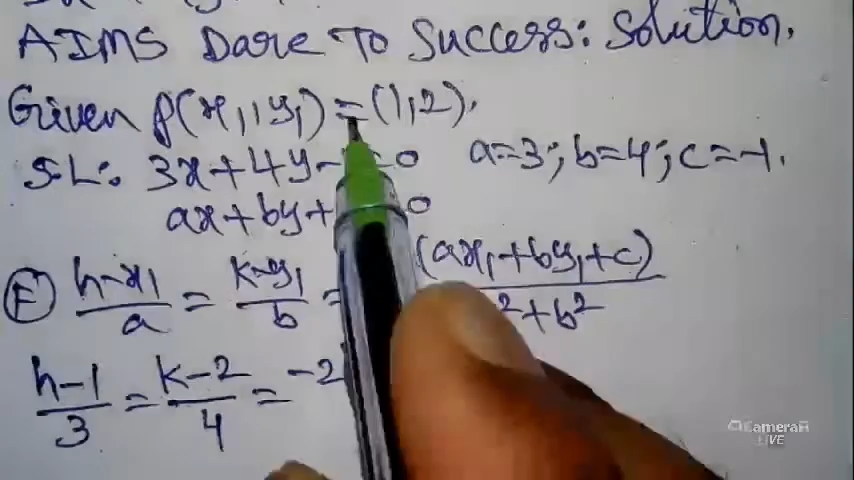 AIMS Dare To Success: Solution.
Given P(x₁, y₁) = (1,2).
S.L: 3x+4y- =0 a=3; b=4; c=-1.
ax+by+ 0
(F) h-x₁/a = k-y₁/b = (ax₁+by₁+c)/ ²+b²
h-1/3 = k-2/4 = -2
KameraH
LIVE